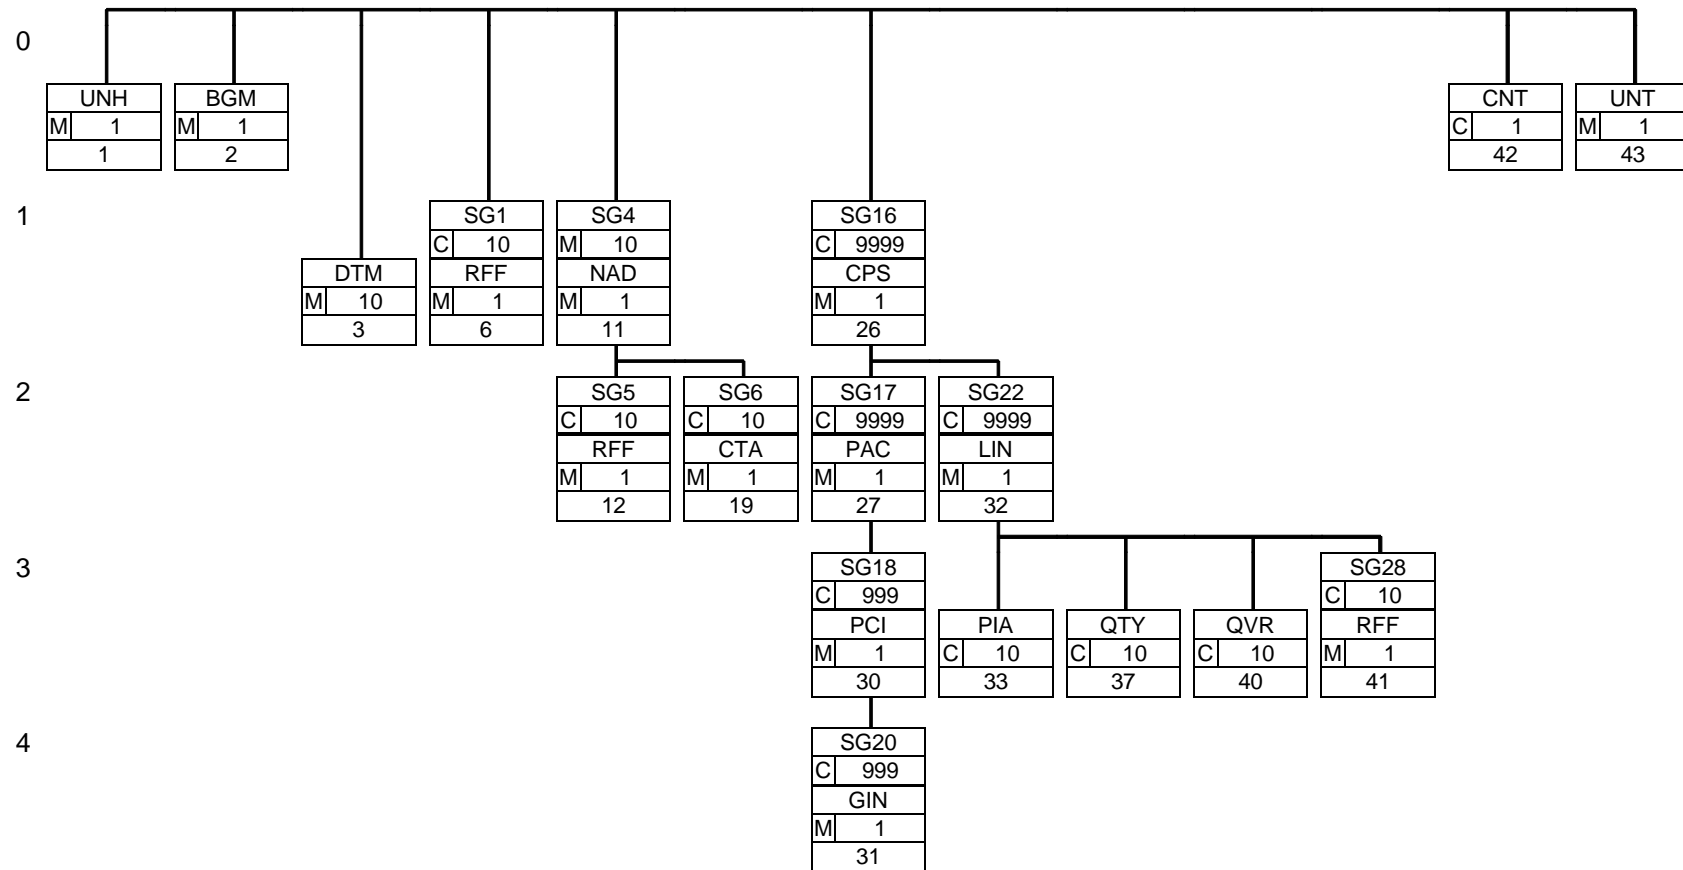 0
UNH BGM CNT UNT
M 1 M 1 C 1 M 1
1 2 42 43
1
SG1 SG4 SG16
C 10 M 10 C 9999
DTM RFF NAD CPS
M 10 M 1 M 1 M 1
3 6 11 26
2
SG5 SG6 SG17 SG22
C 10 C 10 C 9999 C 9999
RFF CTA PAC LIN
M 1 M 1 M 1 M 1
12 19 27 32
3
SG18 SG28
C 999 C 10
PCI PIA QTY QVR RFF
M 1 C 10 C 10 C 10 M 1
30 33 37 40 41
4
SG20
C 999
GIN
M 1
31